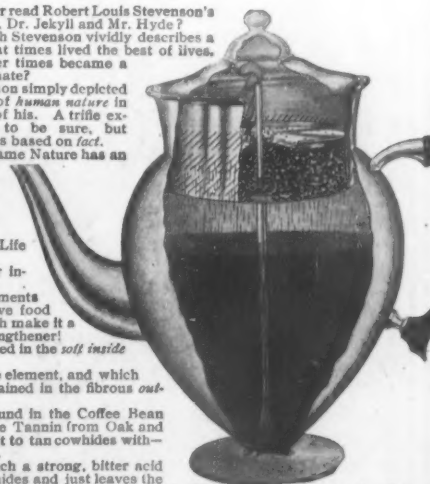 r read Robert Louis Stevenson's
, Dr. Jekyll and Mr. Hyde?
h Stevenson vividly describes a
at times lived the best of lives.
er times became a
nate?
on simply depicted
of human nature in
of his. A trifle ex-
to be sure, but
s based on fact.
ame Nature has an
Life
r in-
ments
ve food
h make it a
ngthener!
ed in the soft inside
e element, and which
ained in the fibrous out-
und in the Coffee Bean
e Tannin from Oak and
t to tan cowhides with—
ch a strong, bitter acid
ides and just leaves the